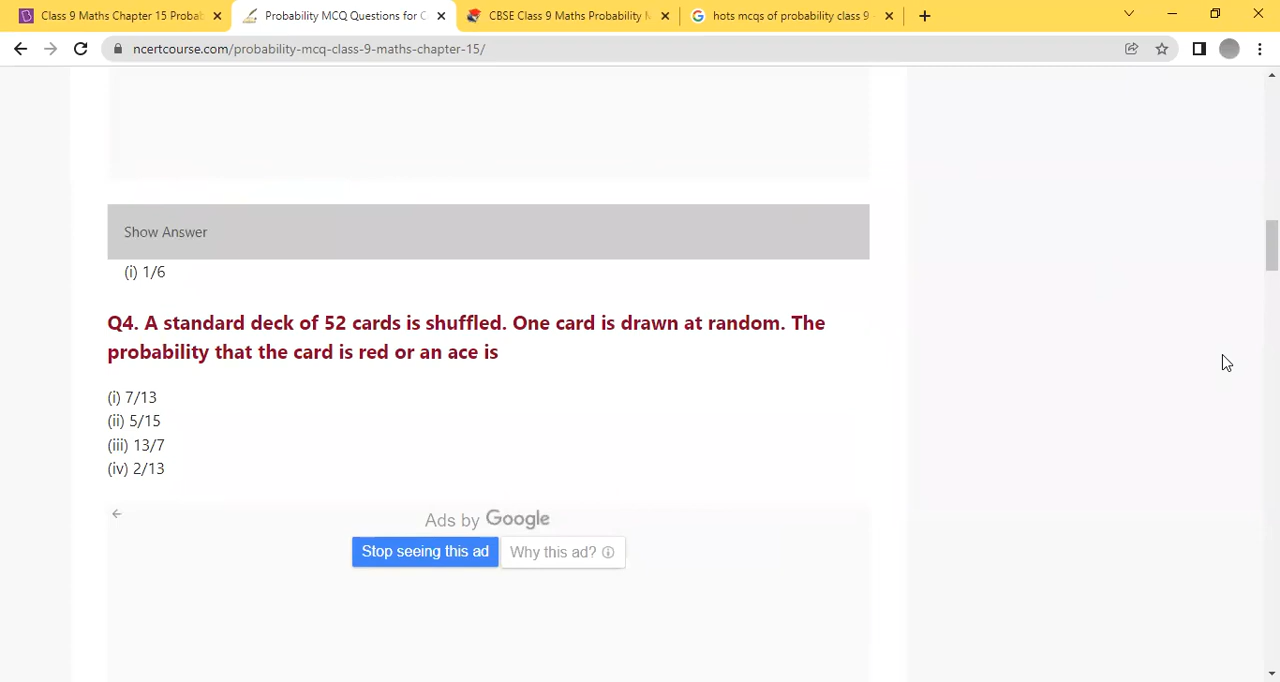 Class 9 Maths Chapter 15 Probab
Probability MCQ Questions for C
CBSE Class 9 Maths Probability M
hots mcqs of probability class 9
ncertcourse.com/probability-mcq-class-9-maths-chapter-15/
Show Answer
(i) 1/6
Q4. A standard deck of 52 cards is shuffled. One card is drawn at random. The
probability that the card is red or an ace is
(i) 7/13
(ii) 5/15
(iii) 13/7
(iv) 2/13
Ads by Google
Stop seeing this ad
Why this ad?